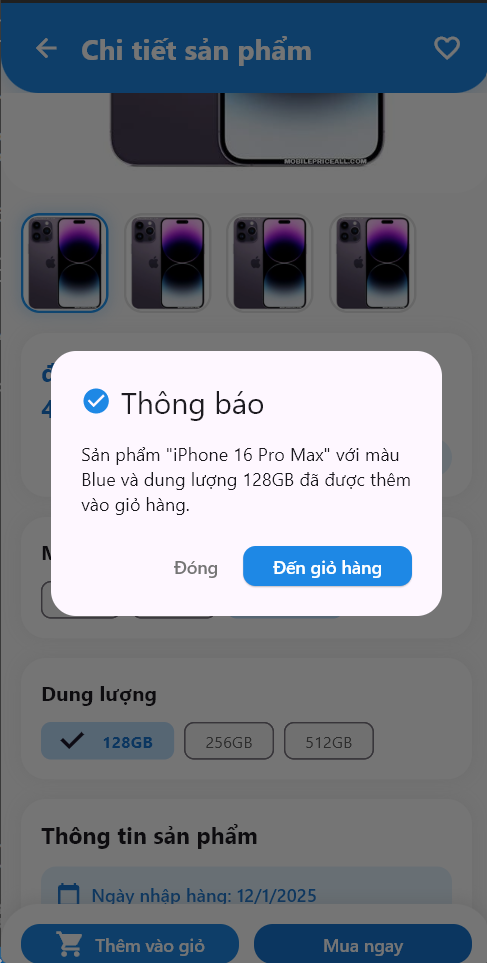 Chi tiết sản phẩm
MOBILEPRICEALL.COM
Thông báo
Sản phẩm "iPhone 16 Pro Max" với màu
Blue và dung lượng 128GB đã được thêm
vào giỏ hàng.
Đóng
Đến giỏ hàng
Dung lượng
128GB
256GB
512GB
Thông tin sản phẩm
Ngày nhập hàng: 12/1/2025
Thêm vào giỏ
Mua ngay